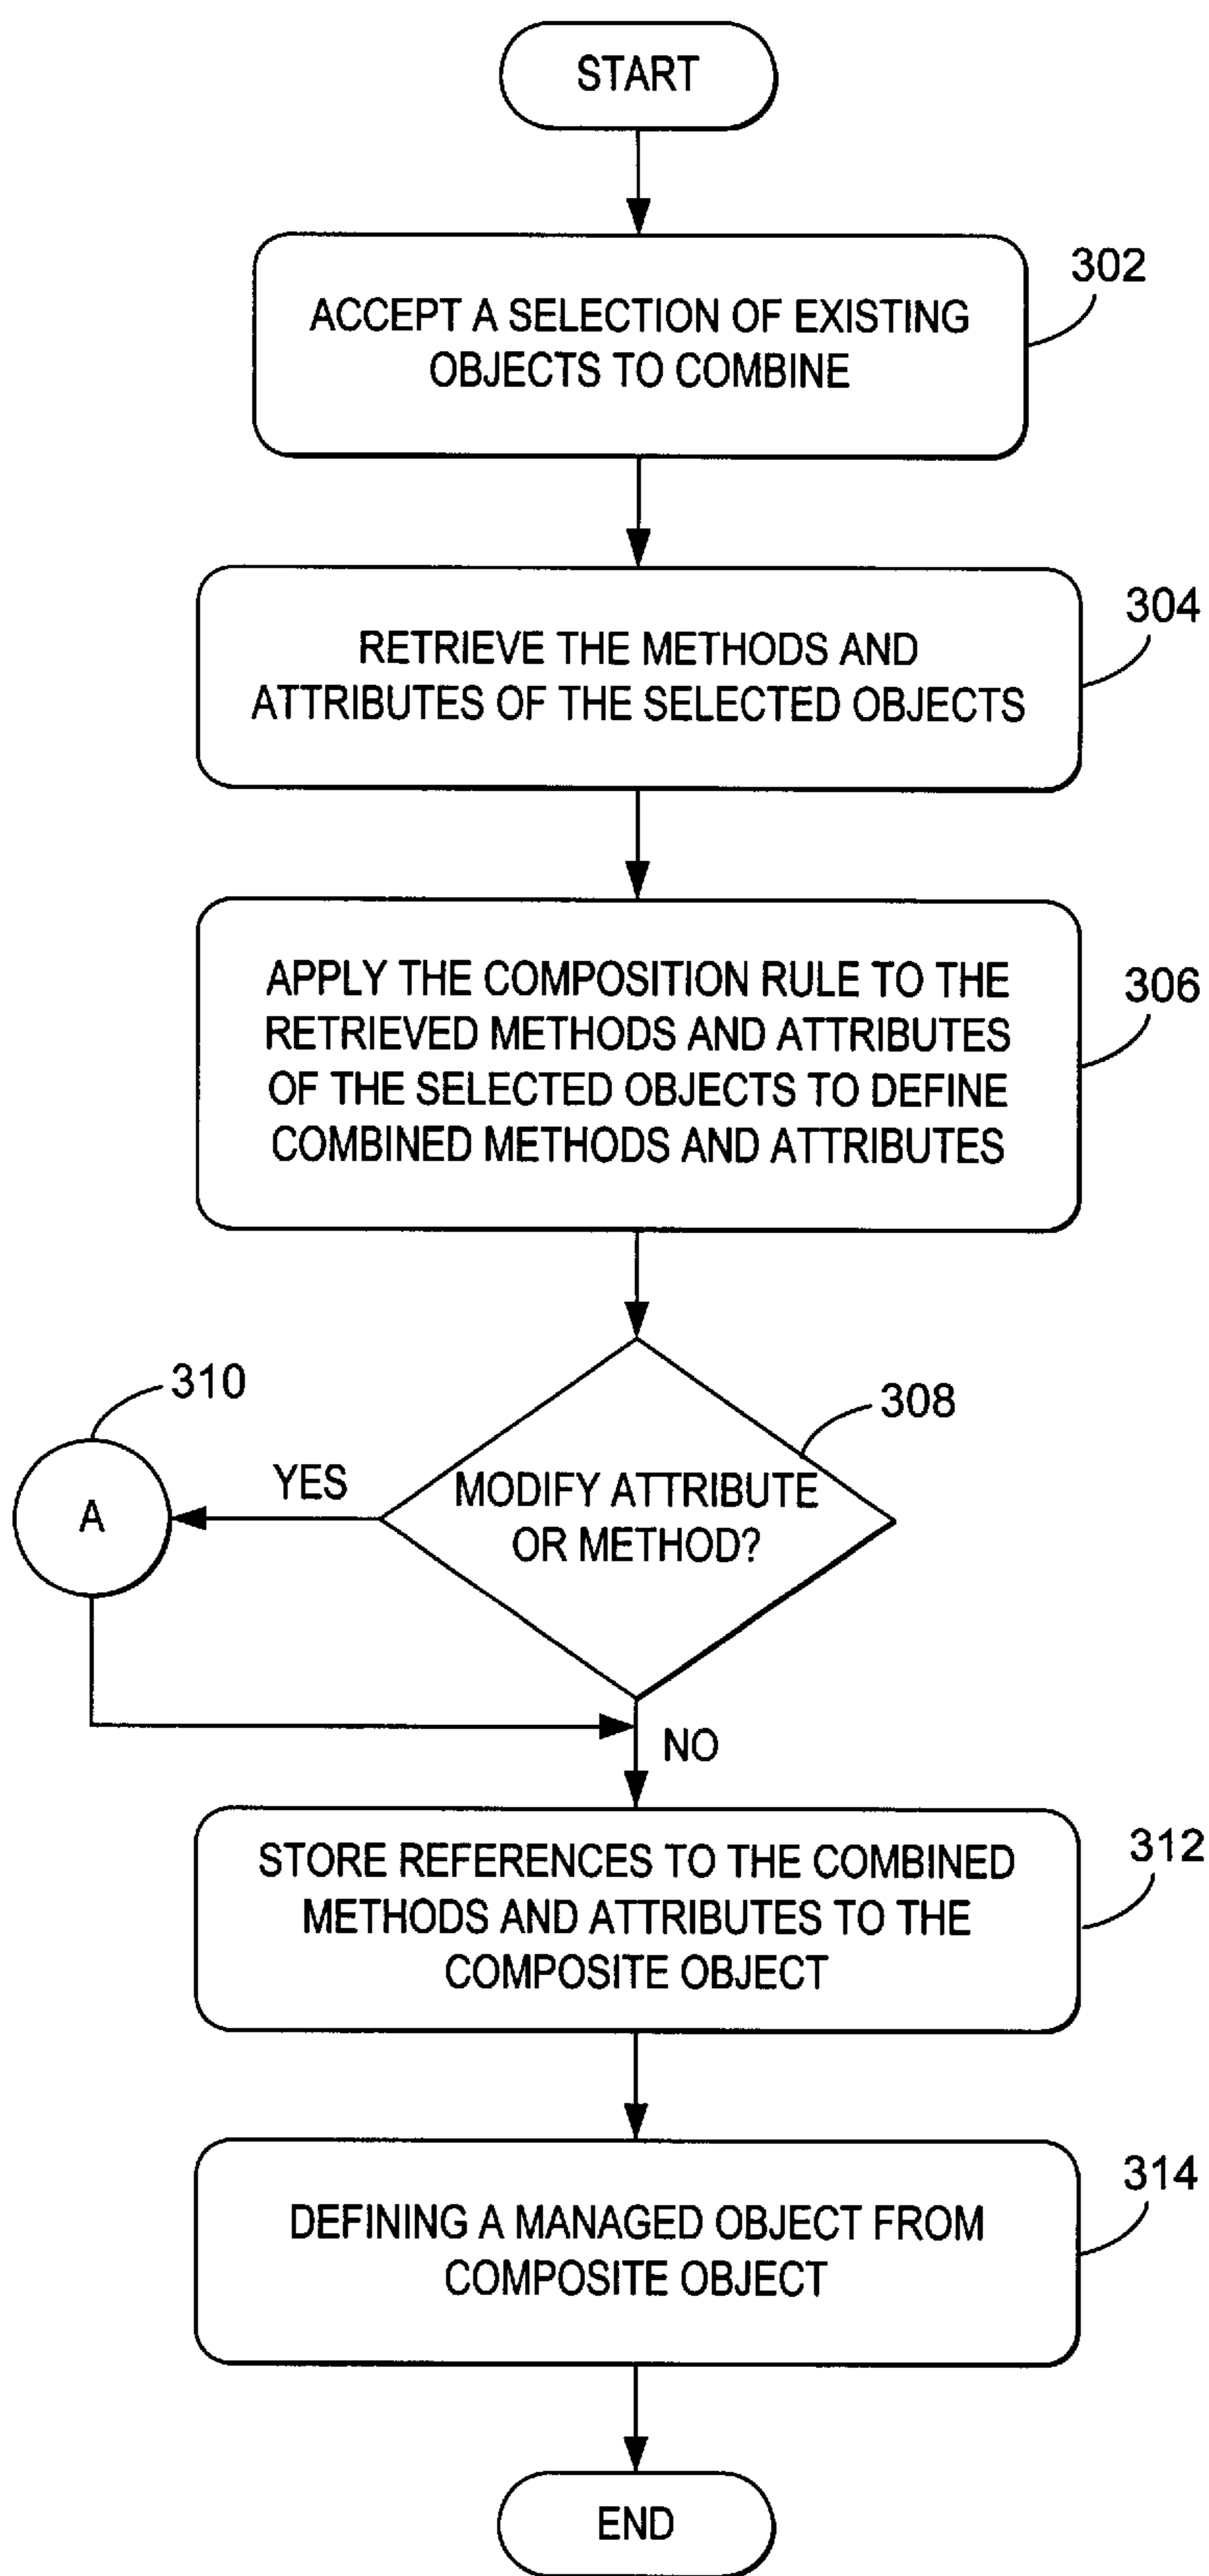 START
302
ACCEPT A SELECTION OF EXISTING
OBJECTS TO COMBINE
304
RETRIEVE THE METHODS AND
ATTRIBUTES OF THE SELECTED OBJECTS
306
APPLY THE COMPOSITION RULE TO THE
RETRIEVED METHODS AND ATTRIBUTES
OF THE SELECTED OBJECTS TO DEFINE
COMBINED METHODS AND ATTRIBUTES
310
308
A
YES
MODIFY ATTRIBUTE
OR METHOD?
NO
312
STORE REFERENCES TO THE COMBINED
METHODS AND ATTRIBUTES TO THE
COMPOSITE OBJECT
314
DEFINING A MANAGED OBJECT FROM
COMPOSITE OBJECT
END